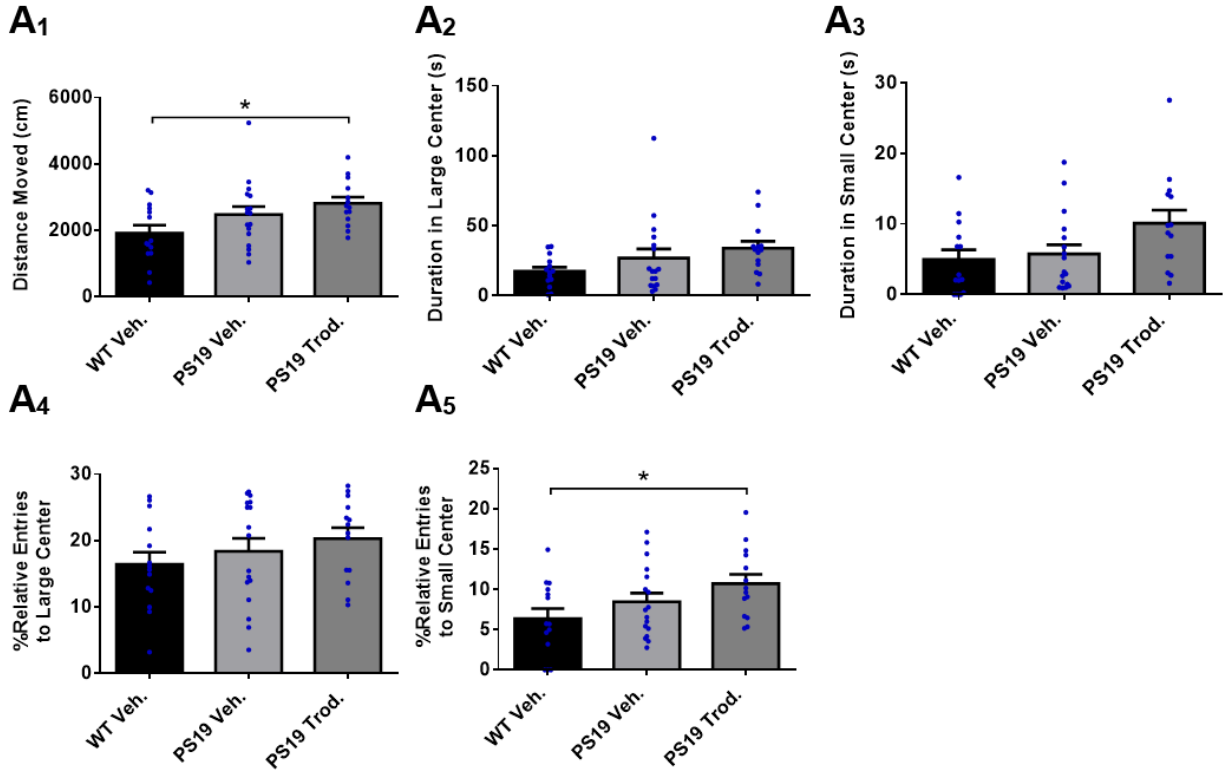 A1
Distance Moved (cm)
6000
4000
2000
0
*
WT Veh.
PS19 Veh.
PS19 Trod.
A2
Duration in Large Center (s)
150
100
50
0
WT Veh.
PS19 Veh.
PS19 Trod.
A3
Duration in Small Center (s)
30
20
10
0
WT Veh.
PS19 Veh.
PS19 Trod.
A4
%Relative Entries
to Large Center
30
20
10
0
WT Veh.
PS19 Veh.
PS19 Trod.
A5
%Relative Entries
to Small Center
25
20
15
10
5
0
*
WT Veh.
PS19 Veh.
PS19 Trod.